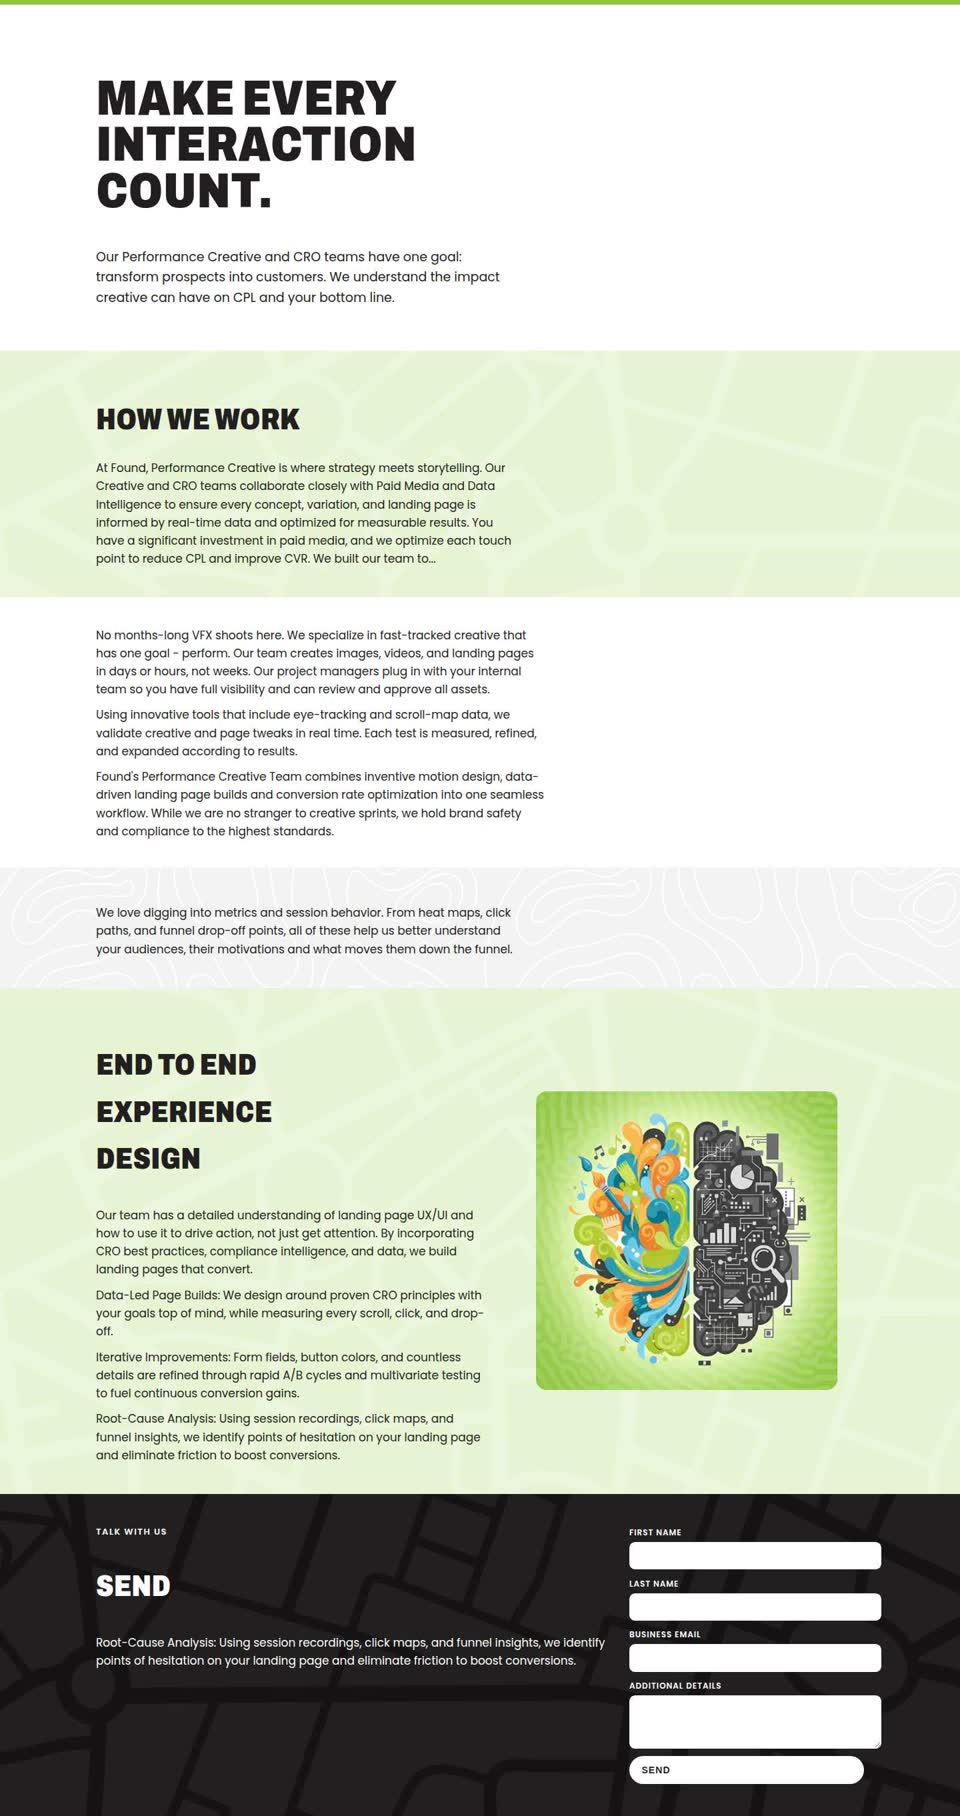 MAKE EVERY
INTERACTION
COUNT.
Our Performance Creative and CRO teams have one goal:
transform prospects into customers. We understand the impact
creative can have on CPL and your bottom line.
HOW WE WORK
At Found, Performance Creative is where strategy meets storytelling. Our
Creative and CRO teams collaborate closely with Paid Media and Data
Intelligence to ensure every concept, variation, and landing page is
informed by real-time data and optimized for measurable results. You
have a significant investment in paid media, and we optimize each touch
point to reduce CPL and improve CVR. We built our team to...
No months-long VFX shoots here. We specialize in fast-tracked creative that
has one goal - perform. Our team creates images, videos, and landing pages
in days or hours, not weeks. Our project managers plug in with your internal
team so you have full visibility and can review and approve all assets.
Using innovative tools that include eye-tracking and scroll-map data, we
validate creative and page tweaks in real time. Each test is measured, refined,
and expanded according to results.
Found's Performance Creative Team combines inventive motion design, data-
driven landing page builds and conversion rate optimization into one seamless
workflow. While we are no stranger to creative sprints, we hold brand safety
and compliance to the highest standards.
We love digging into metrics and session behavior. From heat maps, click
paths, and funnel drop-off points, all of these help us better understand
your audiences, their motivations and what moves them down the funnel.
END TO END
EXPERIENCE
DESIGN
Our team has a detailed understanding of landing page UX/UI and
how to use it to drive action, not just get attention. By incorporating
CRO best practices, compliance intelligence, and data, we build
landing pages that convert.
Data-Led Page Builds: We design around proven CRO principles with
your goals top of mind, while measuring every scroll, click, and drop-
off.
Iterative Improvements: Form fields, button colors, and countless
details are refined through rapid A/B cycles and multivariate testing
to fuel continuous conversion gains.
Root-Cause Analysis: Using session recordings, click maps, and
funnel insights, we identify points of hesitation on your landing page
and eliminate friction to boost conversions.
TALK WITH US
SEND
Root-Cause Analysis: Using session recordings, click maps, and funnel insights, we identify
points of hesitation on your landing page and eliminate friction to boost conversions.
FIRST NAME
LAST NAME
BUSINESS EMAIL
ADDITIONAL DETAILS
SEND